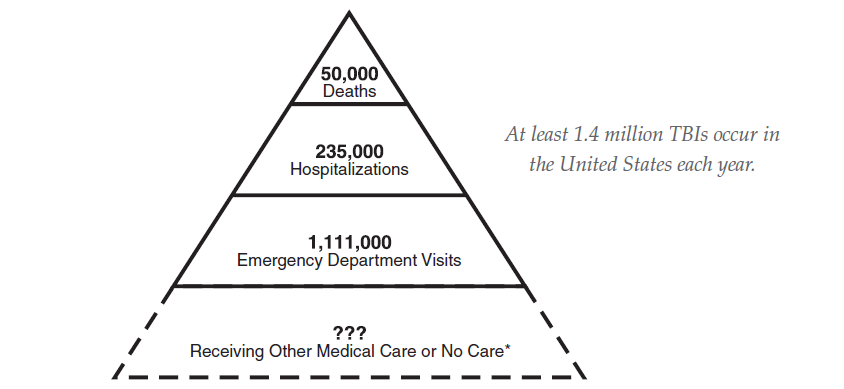 50,000
Deaths
At least 1.4 million TBIs occur in
the United States each year.
235,000
Hospitalizations
1,111,000
Emergency Department Visits
???
Receiving Other Medical Care or No Care*